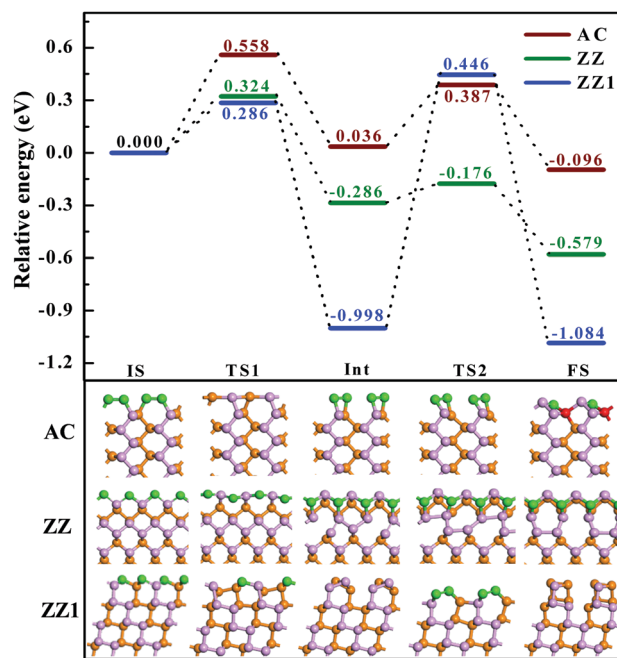 Relative energy (eV)
0.6
0.3
0.0
-0.3
-0.6
-0.9
-1.2
AC
ZZ
ZZ1
0.000
0.558
0.324
0.286
0.036
-0.286
-0.998
0.446
0.387
-0.176
-0.096
-0.579
-1.084
IS TS1 Int TS2 FS
AC
ZZ
ZZ1